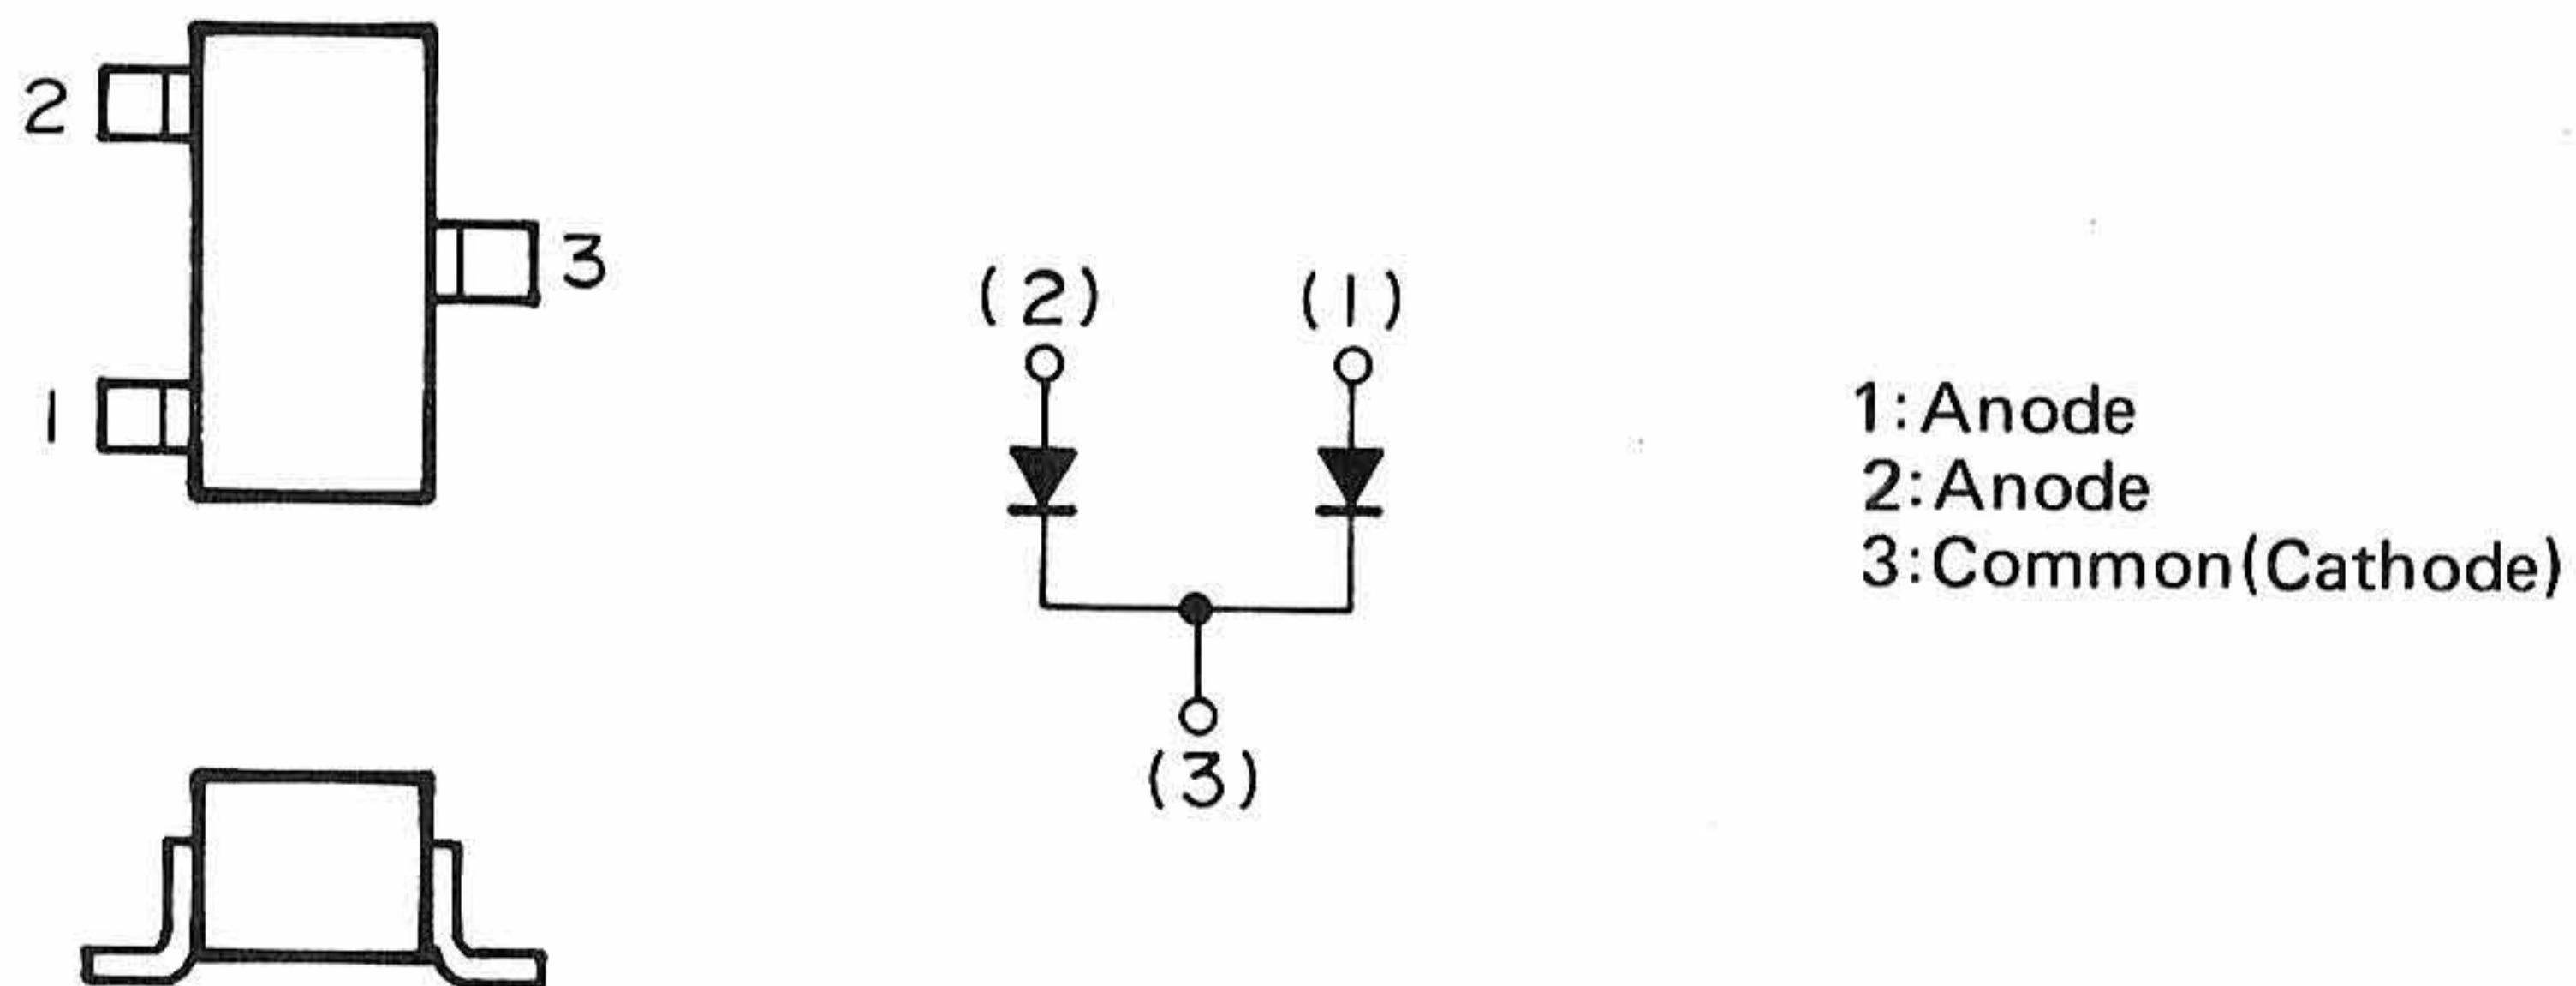 2
3
1
(2)
(1)
(3)
1:Anode
2:Anode
3:Common(Cathode)